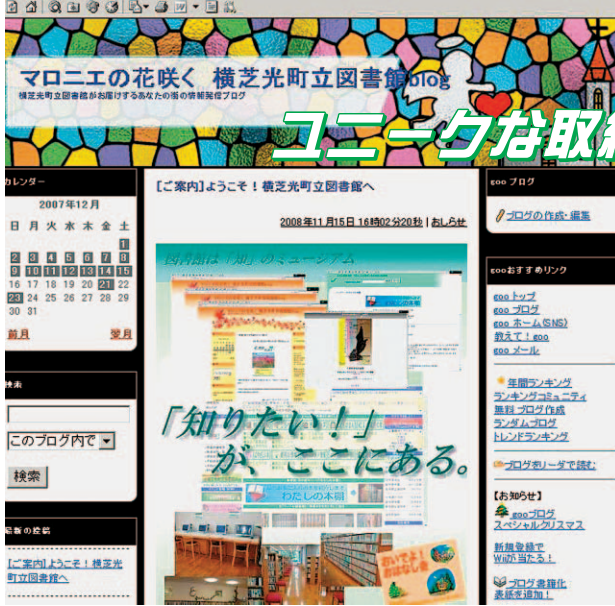 マロニエの花咲く 横芝光町立図書館blog
横芝光町立図書館がお届けするあなたの街の情報発信ブログ
ユニークな取組
カレンダー
2007年12月
日 月 火 水 木 金 土
1
2 3 4 5 6 7 8
9 10 11 12 13 14 15
16 17 18 19 20 21 22
23 24 25 26 27 28 29
30 31
前月 翌月
検索
このブログ内で
検索
最新の投稿
[ご案内]ようこそ！横芝光
町立図書館へ
[ご案内]ようこそ！横芝光町立図書館へ
2008年11月15日 16時02分20秒 | おしらせ
図書館は「知」のミュージアム
「知りたい！」
が、ここにある。
わたしの本棚
おいでよ！
おはなし会
goo ブログ
ブログの作成・編集
gooおすすめリンク
goo トップ
goo ブログ
goo ホーム(SNS)
教えて！goo
goo メール
年間ランキング
ランキングコミュニティ
無料 ブログ作成
ランダムブログ
トレンドランキング
ブログをリーダで読む
【お知らせ】
gooブログ
スペシャルクリスマス
新規登録で
Wiiが当たる！
ブログ書籍化
表紙を追加！